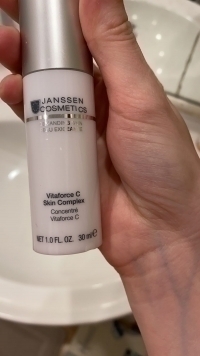 JANSSEN
COSMETICS
Vitaforce C
Skin Complex
Concentré
Vitaforce C
NET 1.0 FL. OZ. 30 ml e